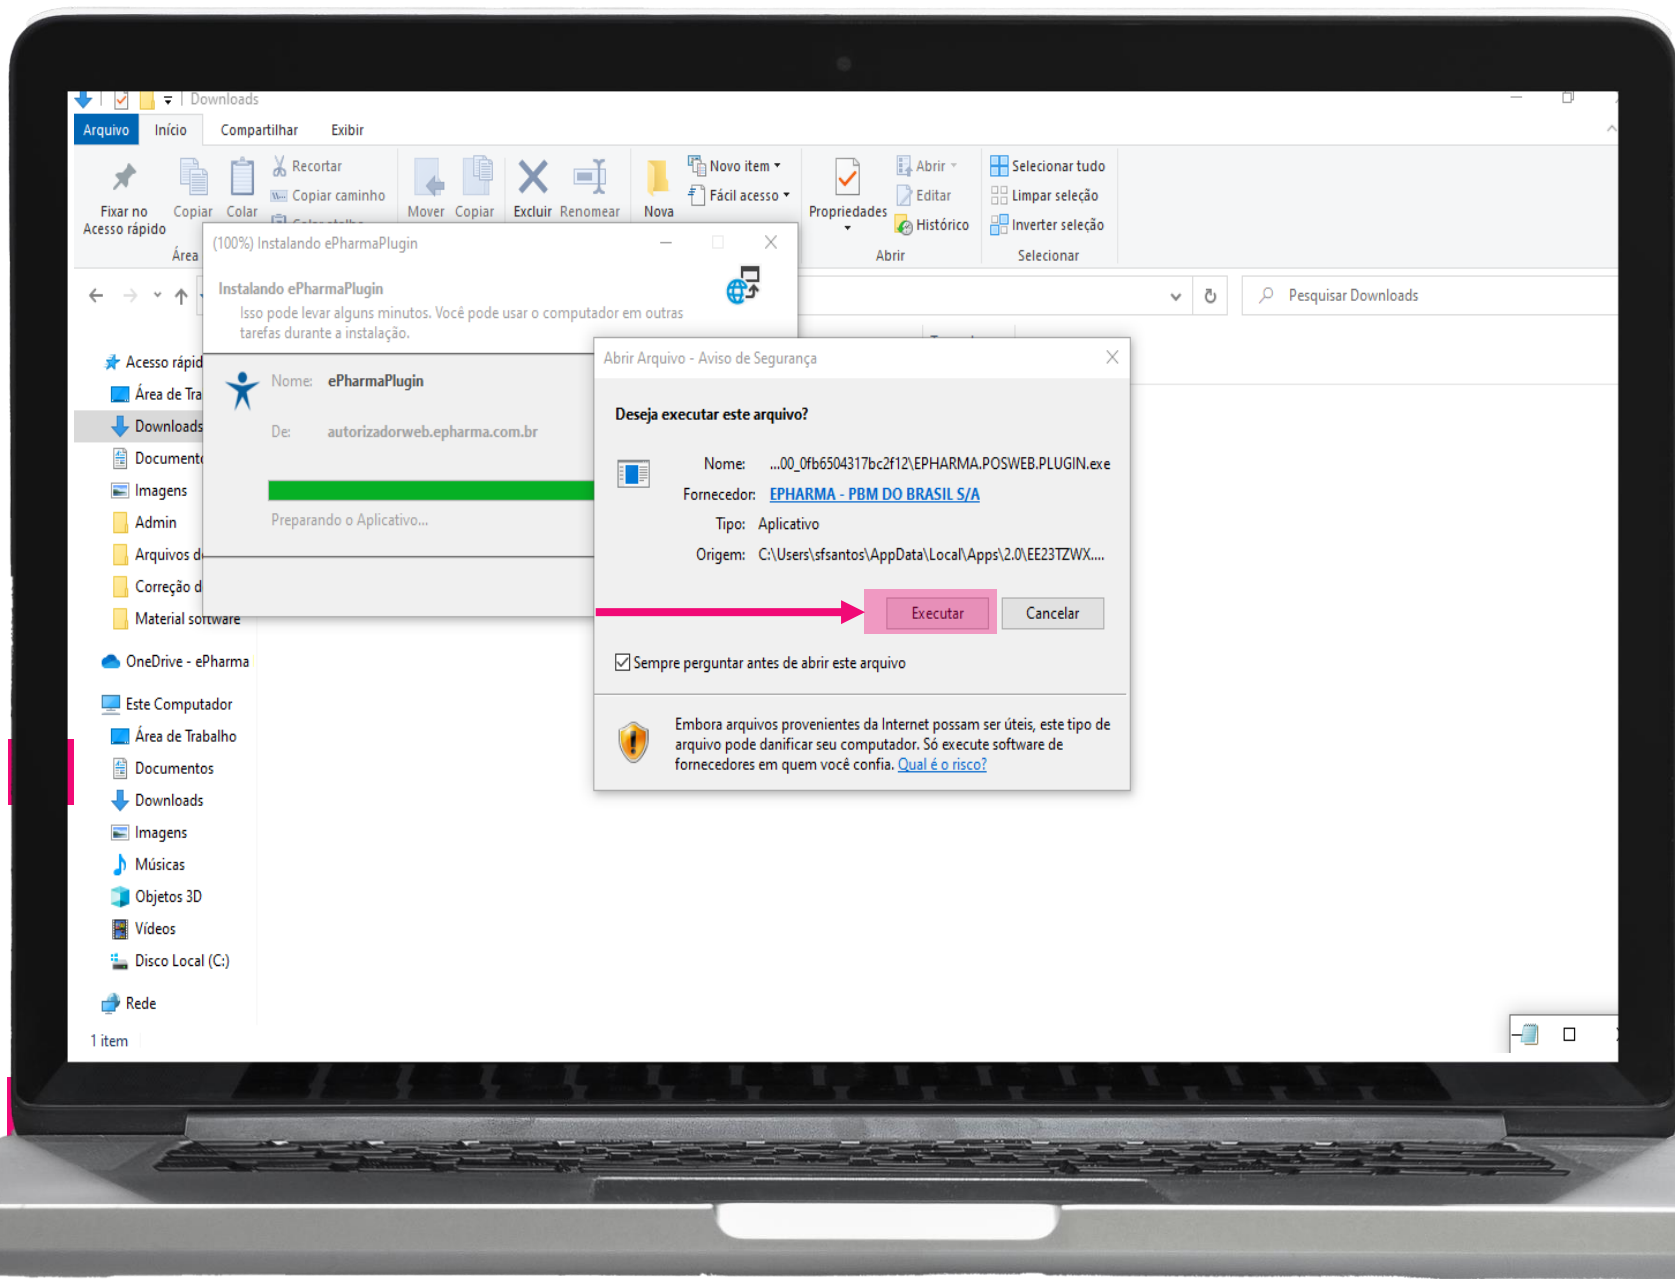 Downloads
Arquivo Início Compartilhar Exibir
Fixar no
Acesso rápido
Copiar
Colar
Recortar
Copiar caminho
Mover Copiar
Excluir Renomear
Nova
Novo item
Fácil acesso
Propriedades
Abrir
Editar
Histórico
Selecionar tudo
Limpar seleção
Inverter seleção
Área
Abrir
Selecionar
(100%) Instalando ePharmaPlugin
Instalando ePharmaPlugin
Isso pode levar alguns minutos. Você pode usar o computador em outras
tarefas durante a instalação.
Nome: ePharmaPlugin
De: autorizadorweb.epharma.com.br
Preparando o Aplicativo...
Pesquisar Downloads
Abrir Arquivo - Aviso de Segurança
Deseja executar este arquivo?
Nome: ...00_0fb6504317bc2f12\EPHARMA.POSWEB.PLUGIN.exe
Fornecedor: EPHARMA - PBM DO BRASIL S/A
Tipo: Aplicativo
Origem: C:\Users\sfsantos\AppData\Local\Apps\2.0\EE23TZWX....
Executar Cancelar
Sempre perguntar antes de abrir este arquivo
Embora arquivos provenientes da Internet possam ser úteis, este tipo de
arquivo pode danificar seu computador. Só execute software de
fornecedores em quem você confia. Qual é o risco?
Acesso rápid
Área de Tra
Downloads
Documento
Imagens
Admin
Arquivos d
Correção d
Material software
OneDrive - ePharma
Este Computador
Área de Trabalho
Documentos
Downloads
Imagens
Músicas
Objetos 3D
Vídeos
Disco Local (C:)
Rede
1 item